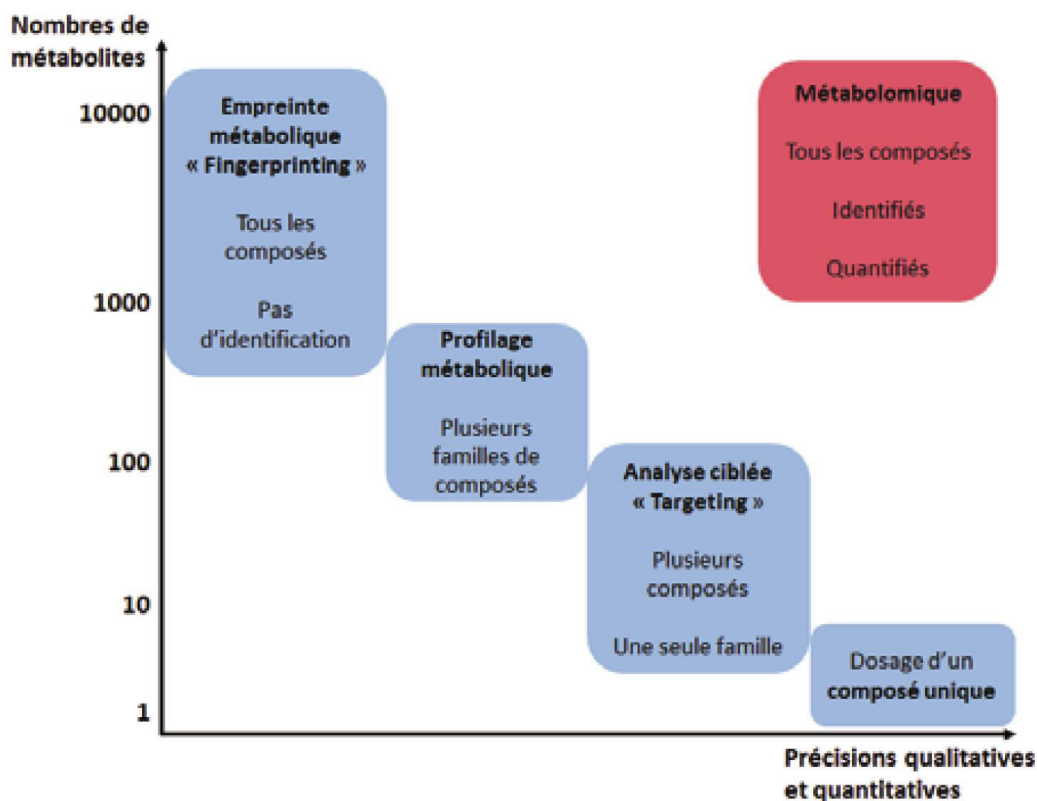 Nombres de
métabolites
10000
1000
100
10
1
Empreinte
métabolique
« Fingerprinting »
Tous les
composés
Pas
d'identification
Profilage
métabolique
Plusieurs
familles de
composés
Analyse ciblée
« Targeting »
Plusieurs
composés
Une seule famille
Dosage d'un
composé unique
Métabolomique
Tous les composés
Identifiés
Quantifiés
Précisions qualitatives
et quantitatives